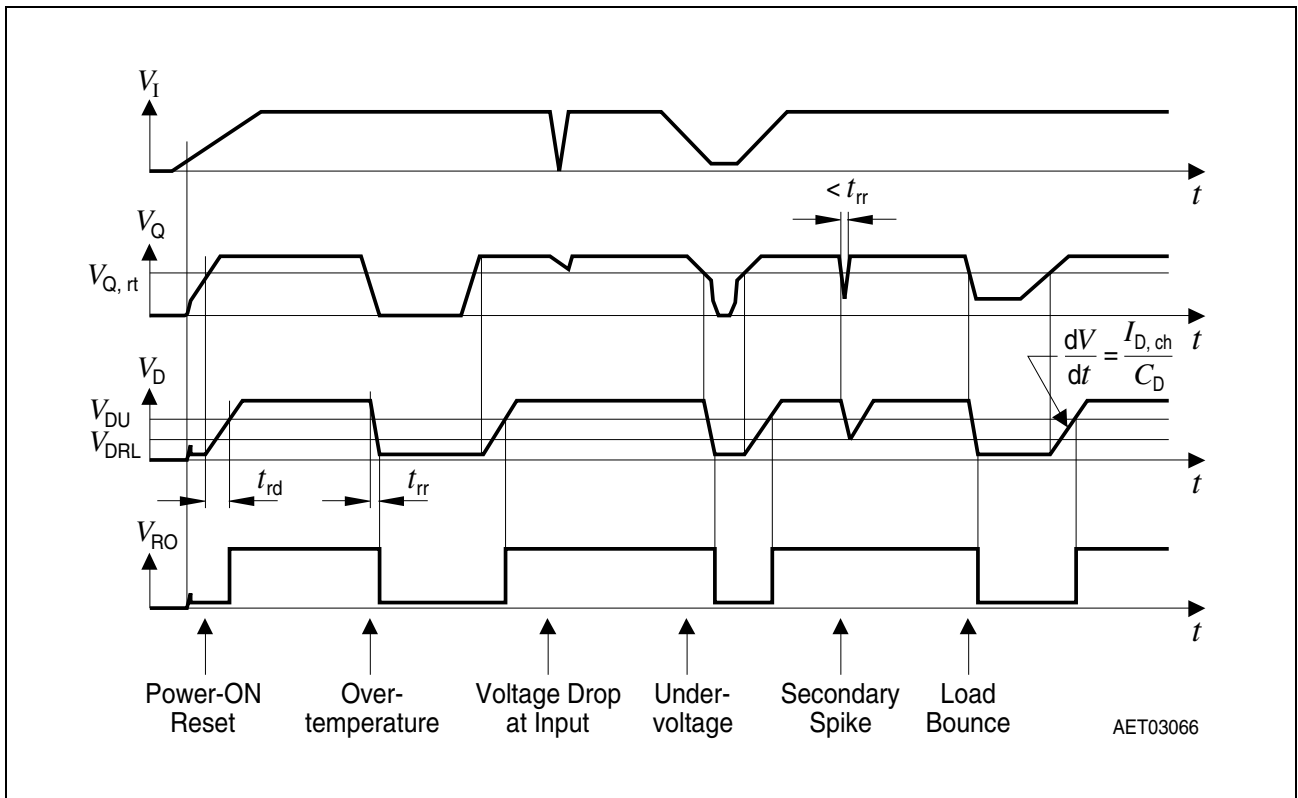 V_I
t
< t_rr
V_Q
V_Q, rt
t
dV/dt = I_D, ch/C_D
V_D
V_DU
V_DRL
t
t_rd
t_rr
V_RO
t
Power-ON
Reset
Over-
temperature
Voltage Drop
at Input
Under-
voltage
Secondary
Spike
Load
Bounce
AET03066